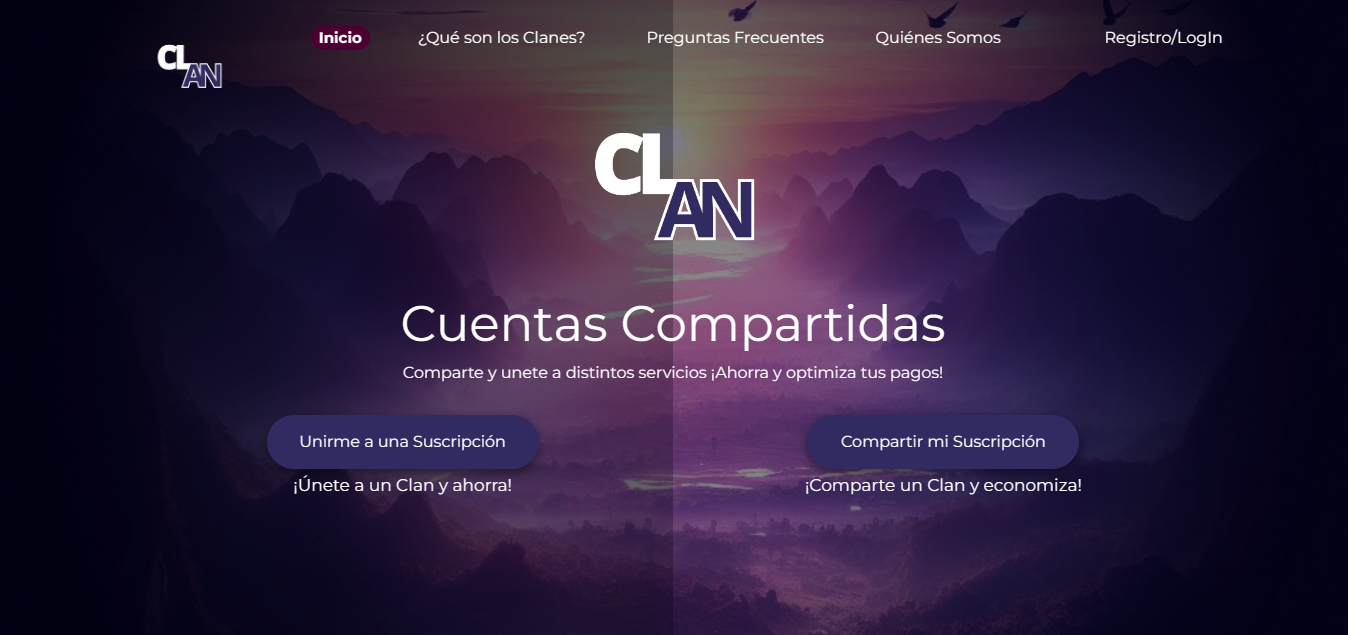 CLAN
Inicio
¿Qué son los Clanes?
Preguntas Frecuentes
Quiénes Somos
Registro/LogIn
CLAN
Cuentas Compartidas
Comparte y unete a distintos servicios ¡Ahorra y optimiza tus pagos!
Unirme a una Suscripción
Compartir mi Suscripción
¡Únete a un Clan y ahorra!
¡Comparte un Clan y economiza!